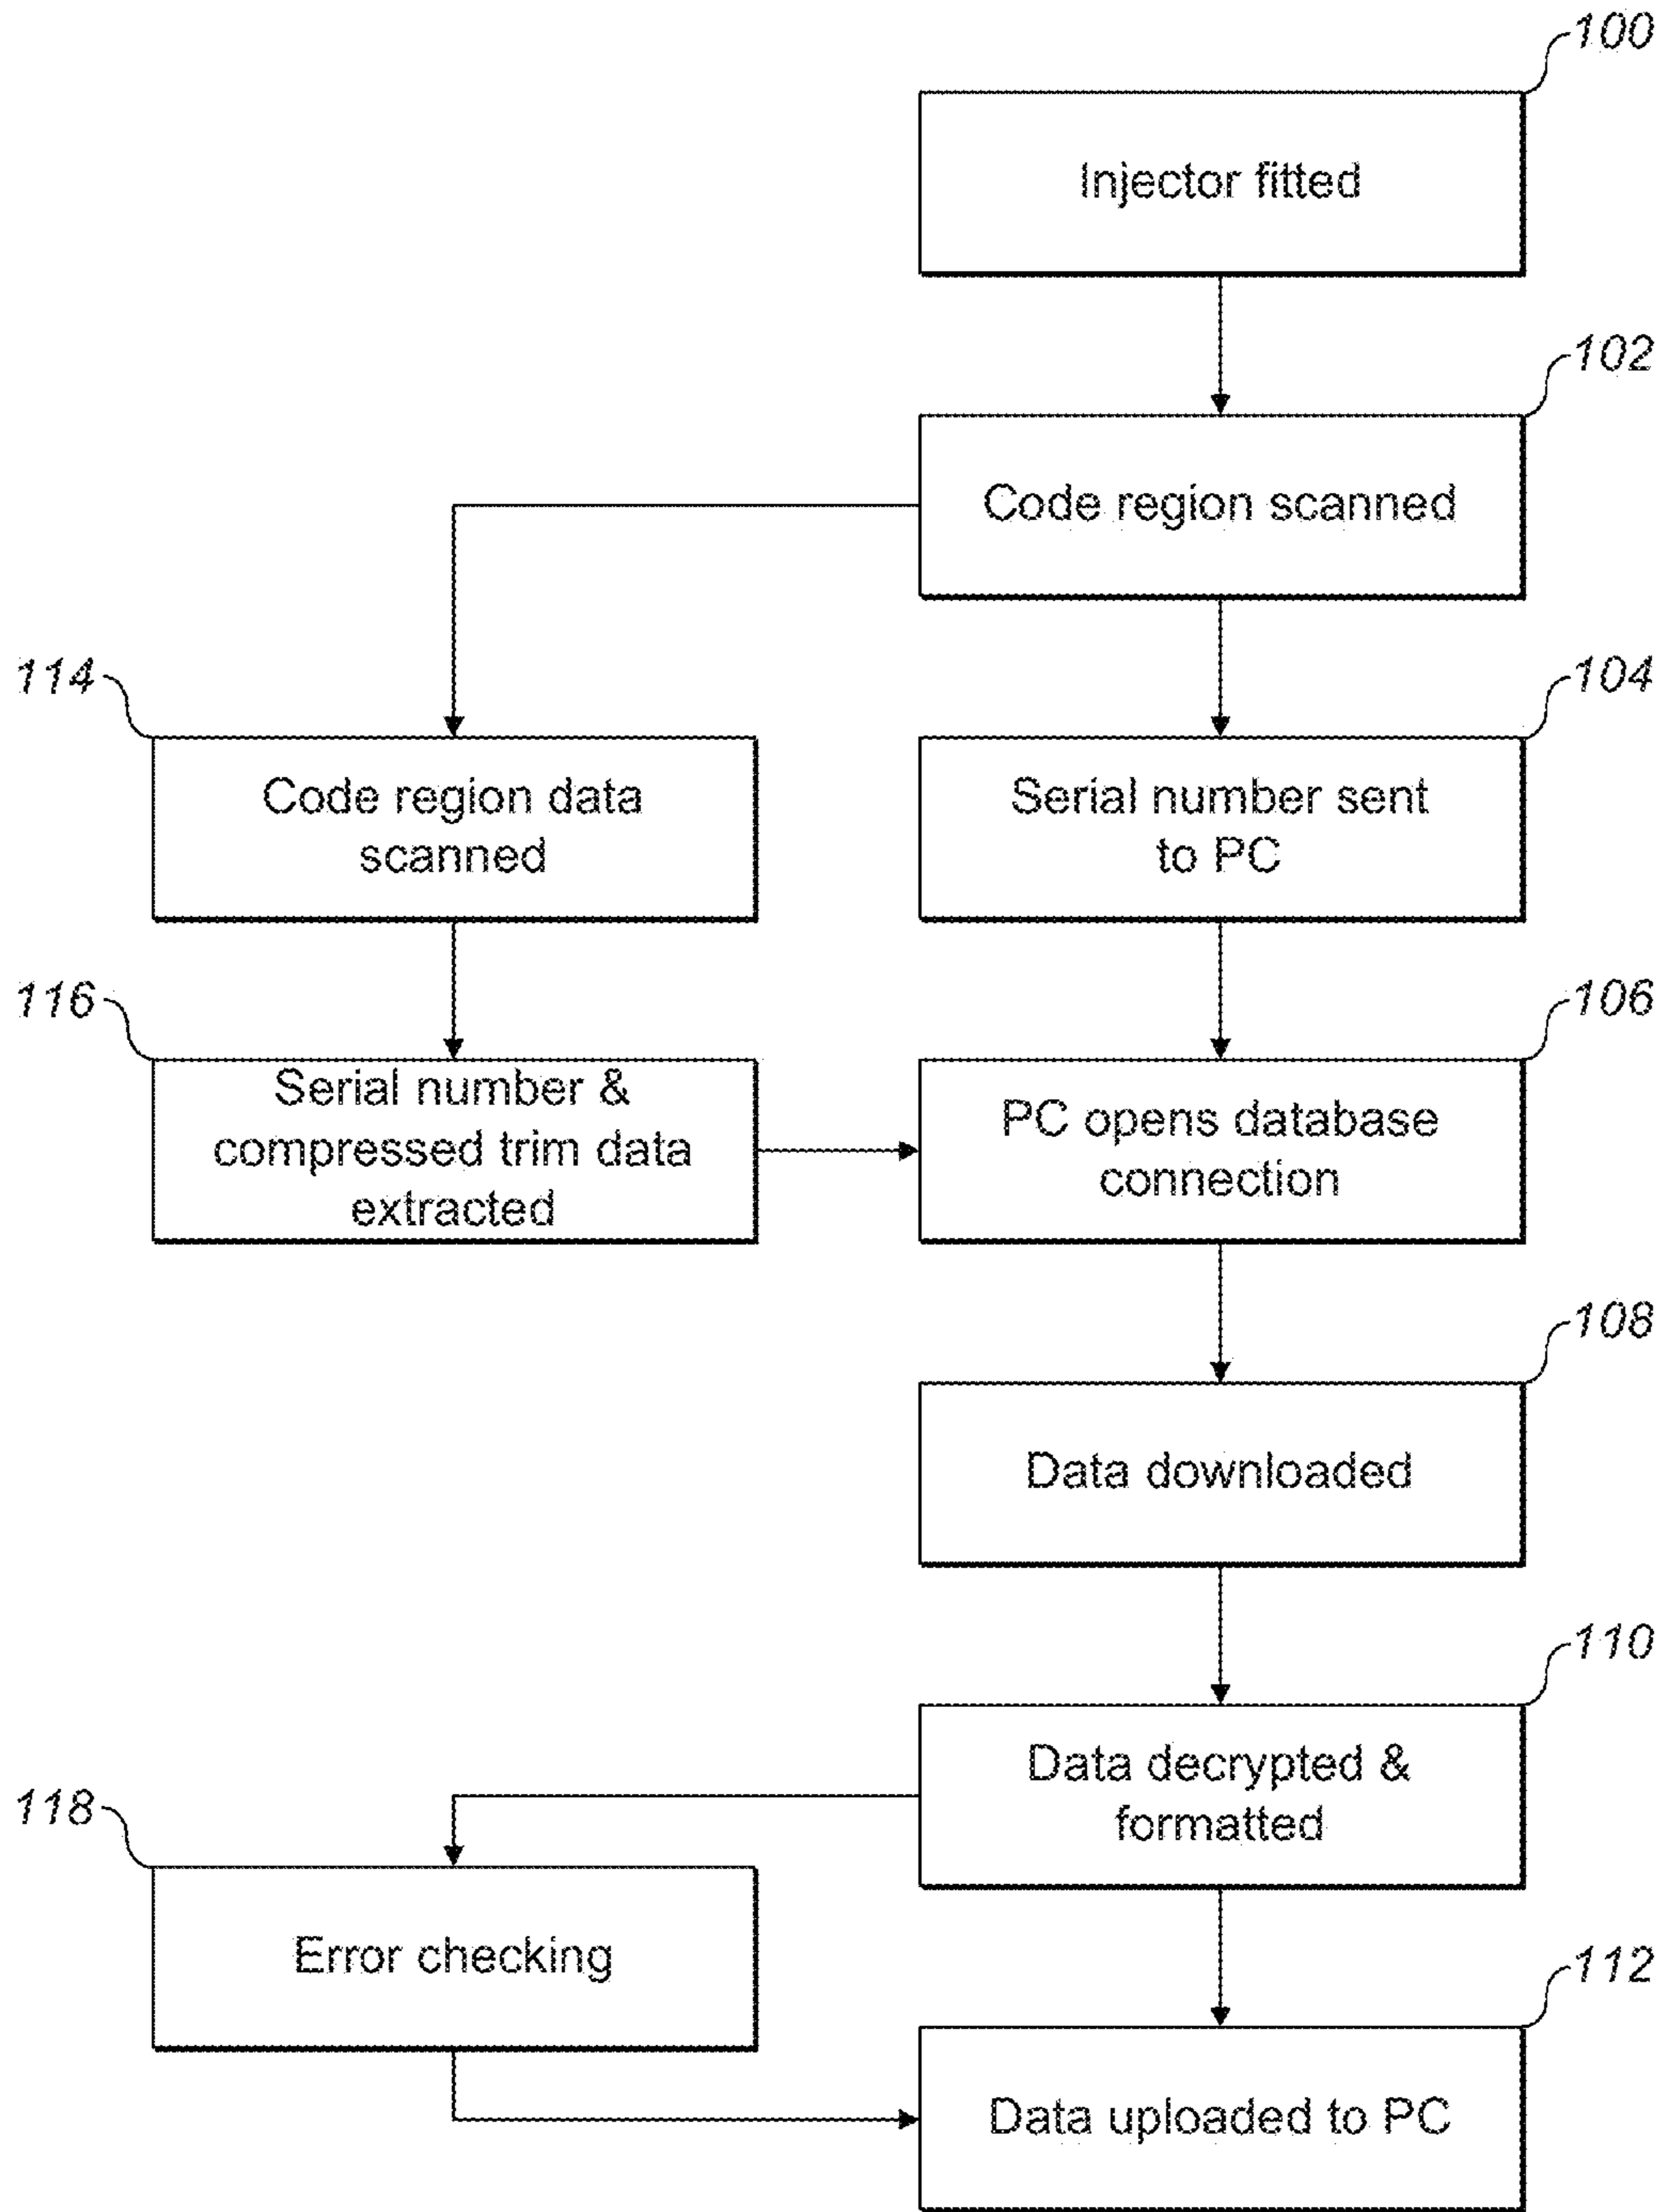 100
Injector fitted
102
Code region scanned
114
Code region data
scanned
104
Serial number sent
to PC
116
Serial number &
compressed trim data
extracted
106
PC opens database
connection
108
Data downloaded
110
Data decrypted &
formatted
118
Error checking
112
Data uploaded to PC